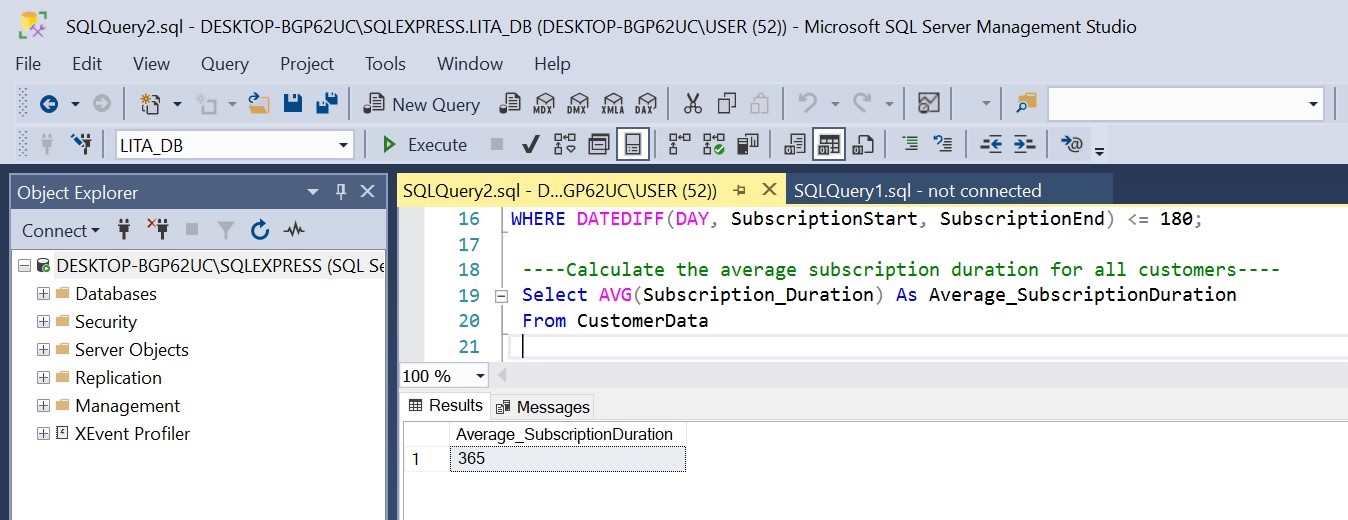 SQLQuery2.sql - DESKTOP-BGP62UC\SQLEXPRESS.LITA_DB (DESKTOP-BGP62UC\USER (52)) - Microsoft SQL Server Management Studio
File Edit View Query Project Tools Window Help
New Query MDX DMX XMLA DAX
LITA_DB Execute
Object Explorer
Connect
DESKTOP-BGP62UC\SQLEXPRESS (SQL Se
Databases
Security
Server Objects
Replication
Management
XEvent Profiler
SQLQuery2.sql - D...GP62UC\USER (52)) SQLQuery1.sql - not connected
16 WHERE DATEDIFF(DAY, SubscriptionStart, SubscriptionEnd) <= 180;
17
18 ----Calculate the average subscription duration for all customers----
19 Select AVG(Subscription_Duration) As Average_SubscriptionDuration
20 From CustomerData
21
100 %
Results Messages
Average_SubscriptionDuration
1 365